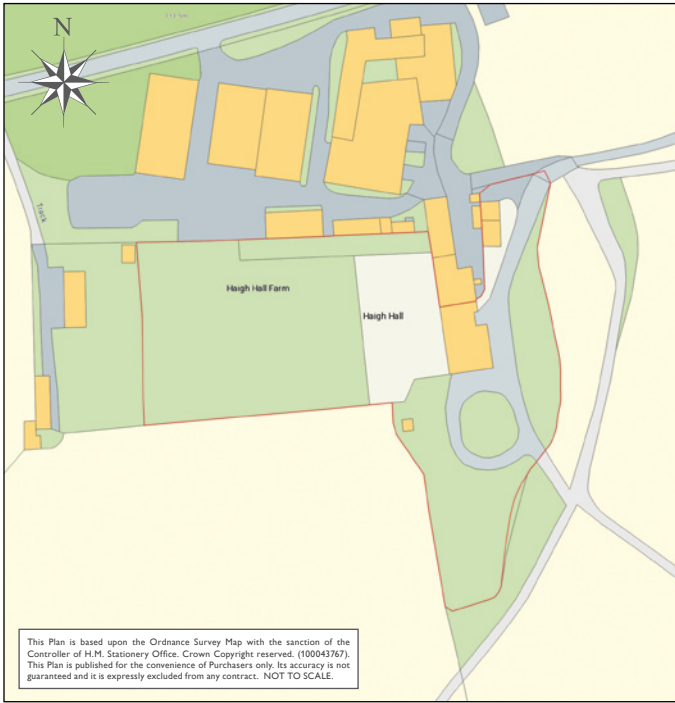 N
Track
Haigh Hall Farm
Haigh Hall
This Plan is based upon the Ordnance Survey Map with the sanction of the
Controller of H.M. Stationery Office. Crown Copyright reserved. (100043767).
This Plan is published for the convenience of Purchasers only. Its accuracy is not
guaranteed and it is expressly excluded from any contract. NOT TO SCALE.